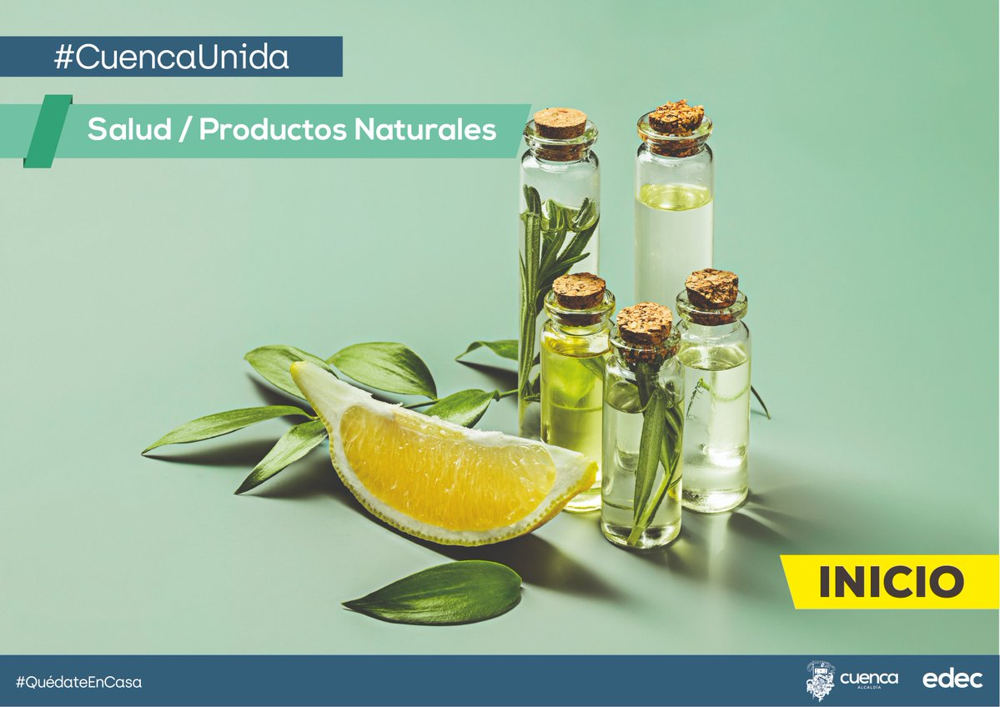 #CuencaUnida
Salud / Productos Naturales
INICIO
#QuédateEnCasa
cuenca
ALCALDÍA
edec